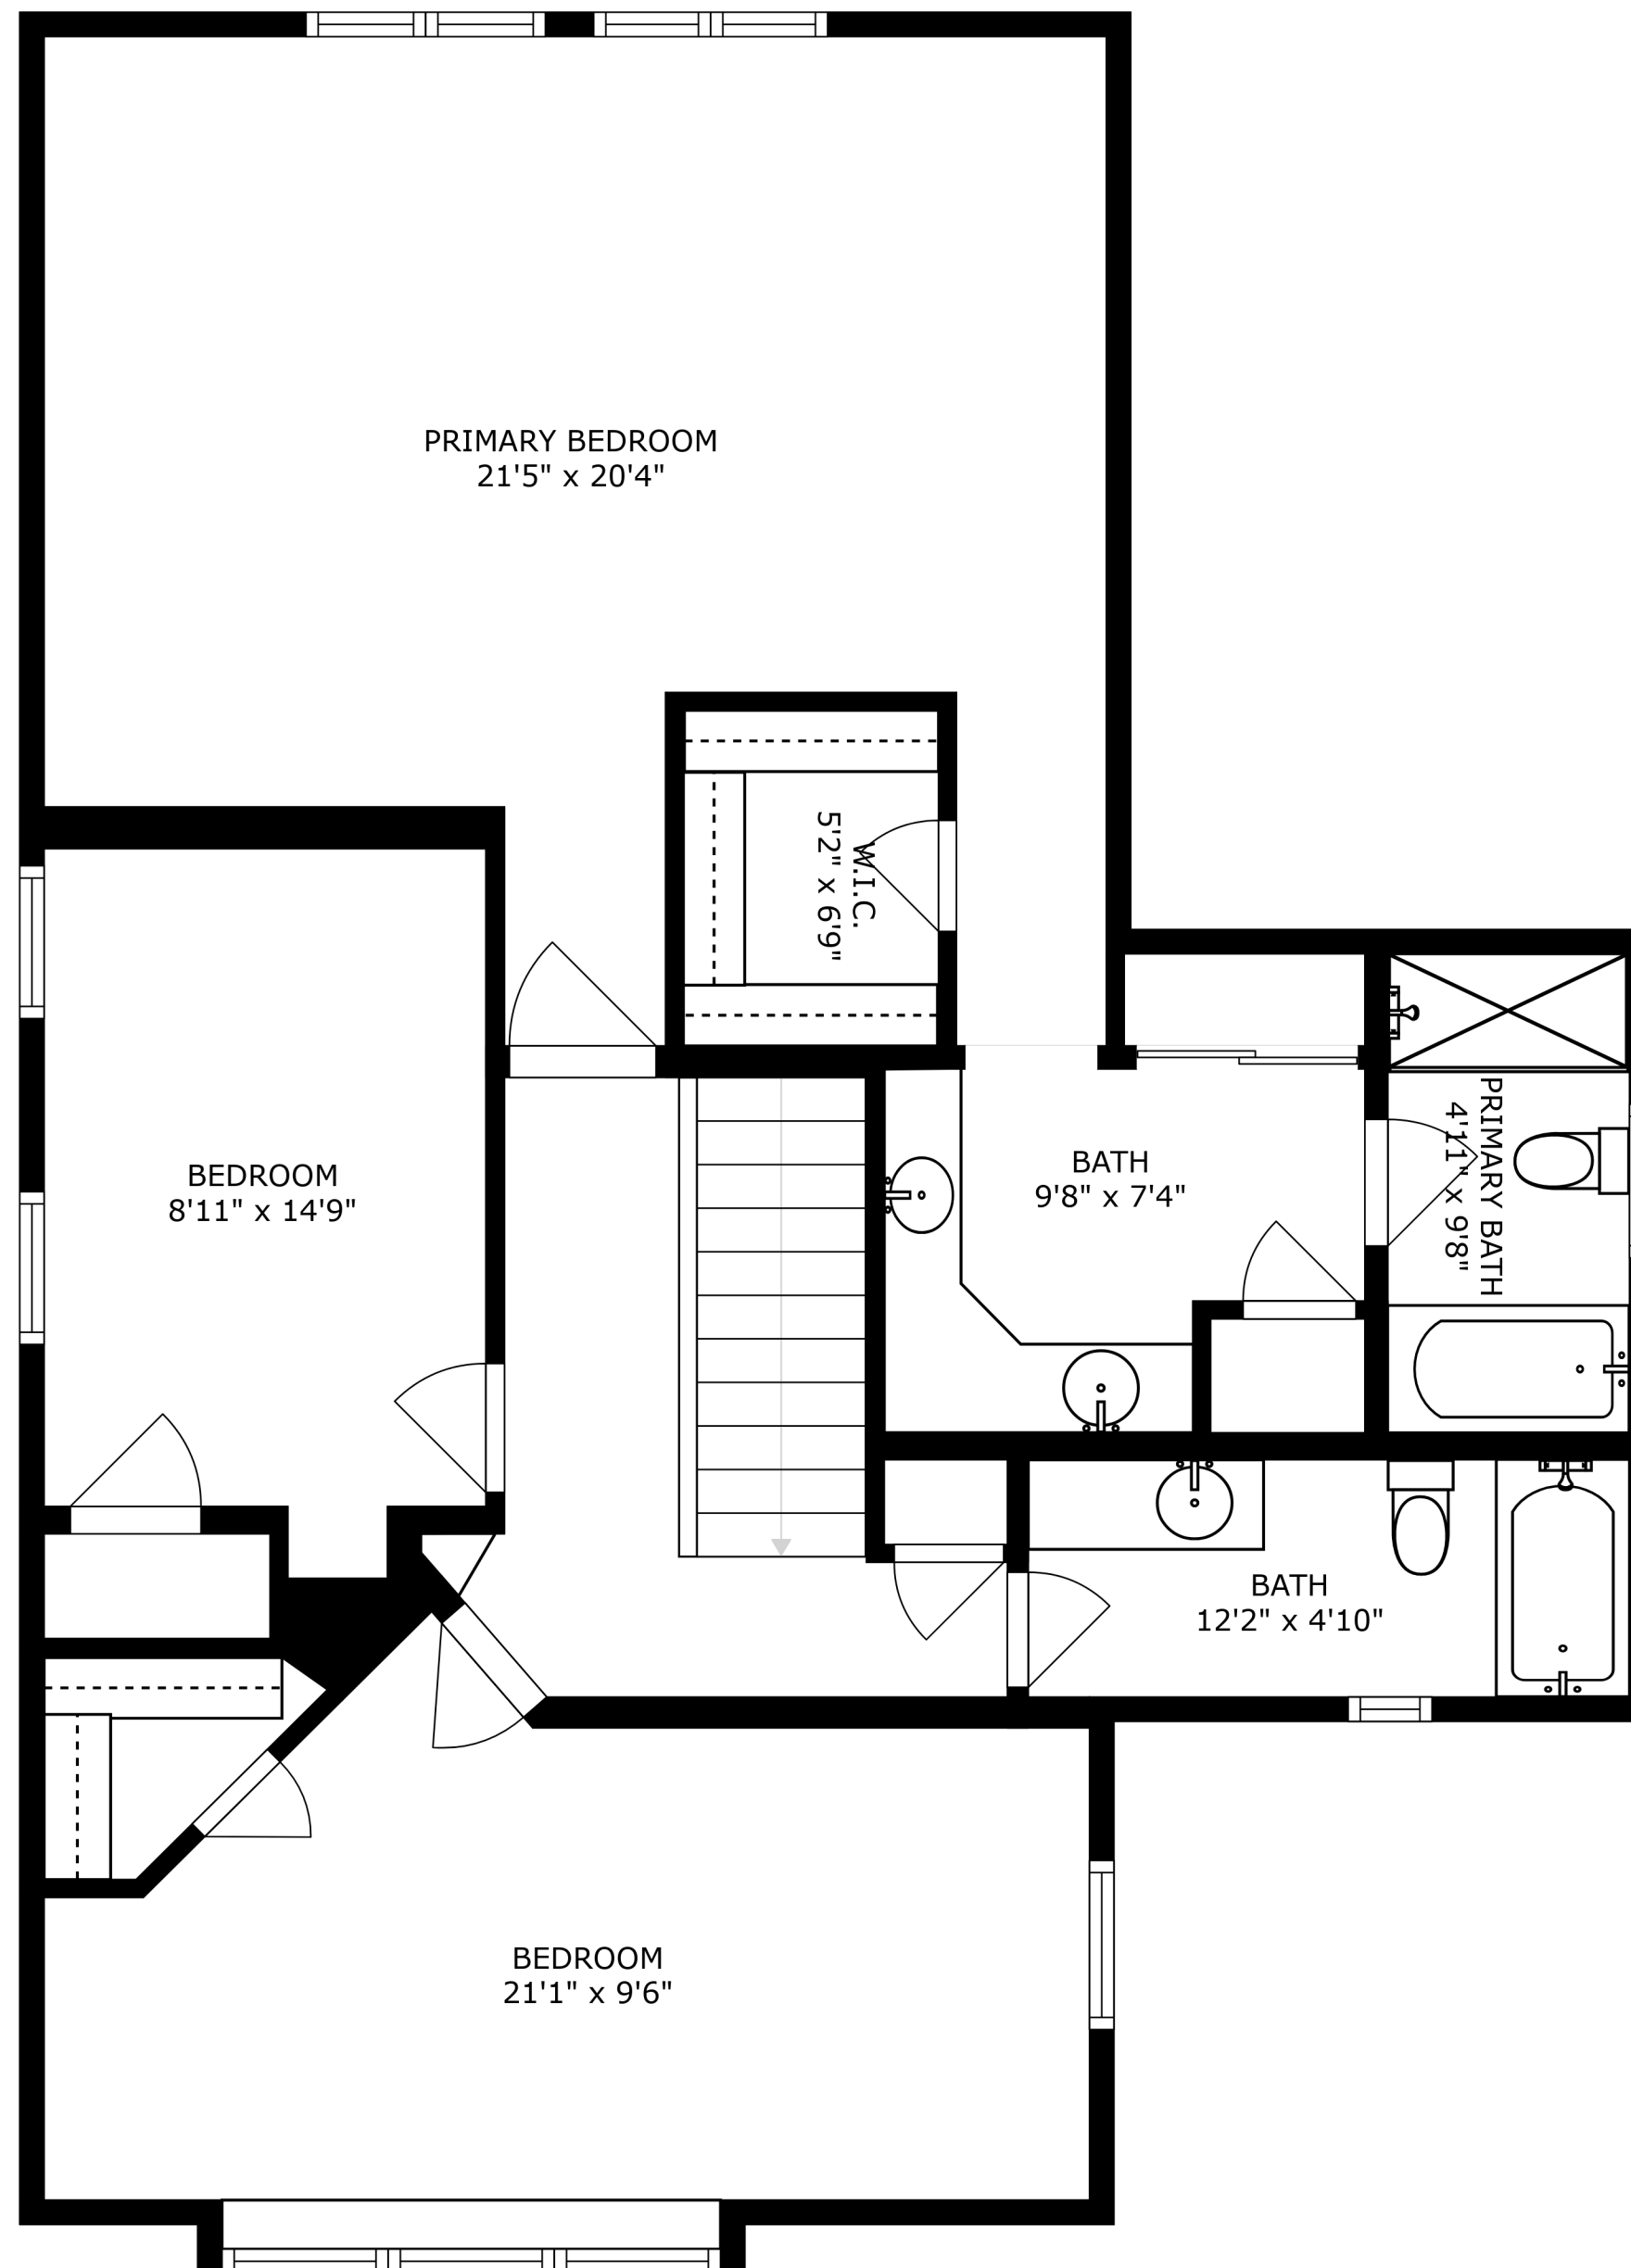 PRIMARY BEDROOM
21'5" x 20'4"
W.I.C.
5'2" x 6'9"
BEDROOM
8'11" x 14'9"
BATH
9'8" x 7'4"
PRIMARY BATH
4'11" x 9'8"
BATH
12'2" x 4'10"
BEDROOM
21'1" x 9'6"